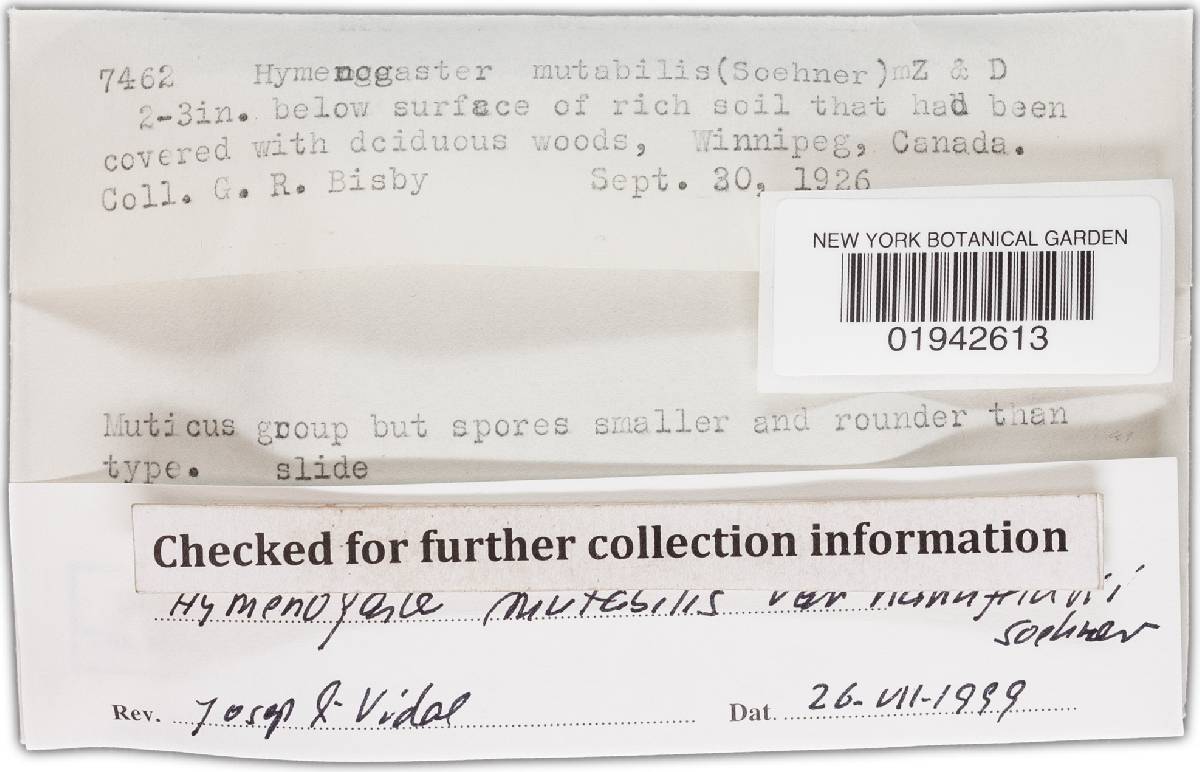 7462 Hymenogaster mutabilis(Soehner)mZ & D
2-3in. below surface of rich soil that had been
covered with dciduous woods, Winnipeg, Canada.
Coll. G. R. Bisby Sept. 30, 1926
NEW YORK BOTANICAL GARDEN
01942613
Muticus group but spores smaller and rounder than
type. slide
Checked for further collection information
mutabilis var
Soehner
Rev. Josep Vidal Dat. 26-VII-1999